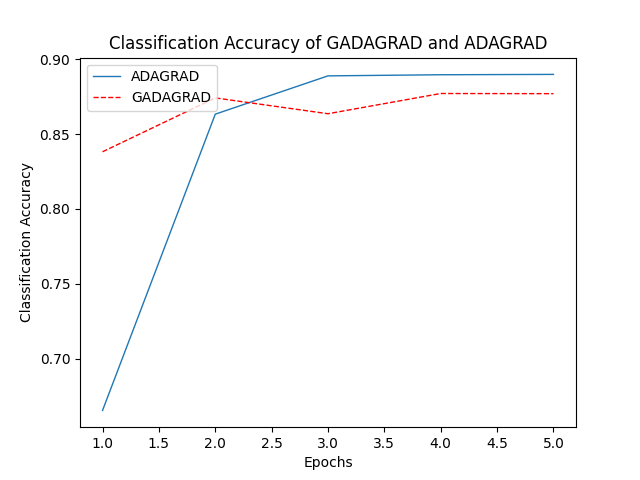 Classification Accuracy of GADAGRAD and ADAGRAD
ADAGRAD
GADAGRAD
0.90
0.85
0.80
0.75
0.70
Classification Accuracy
1.0 1.5 2.0 2.5 3.0 3.5 4.0 4.5 5.0
Epochs